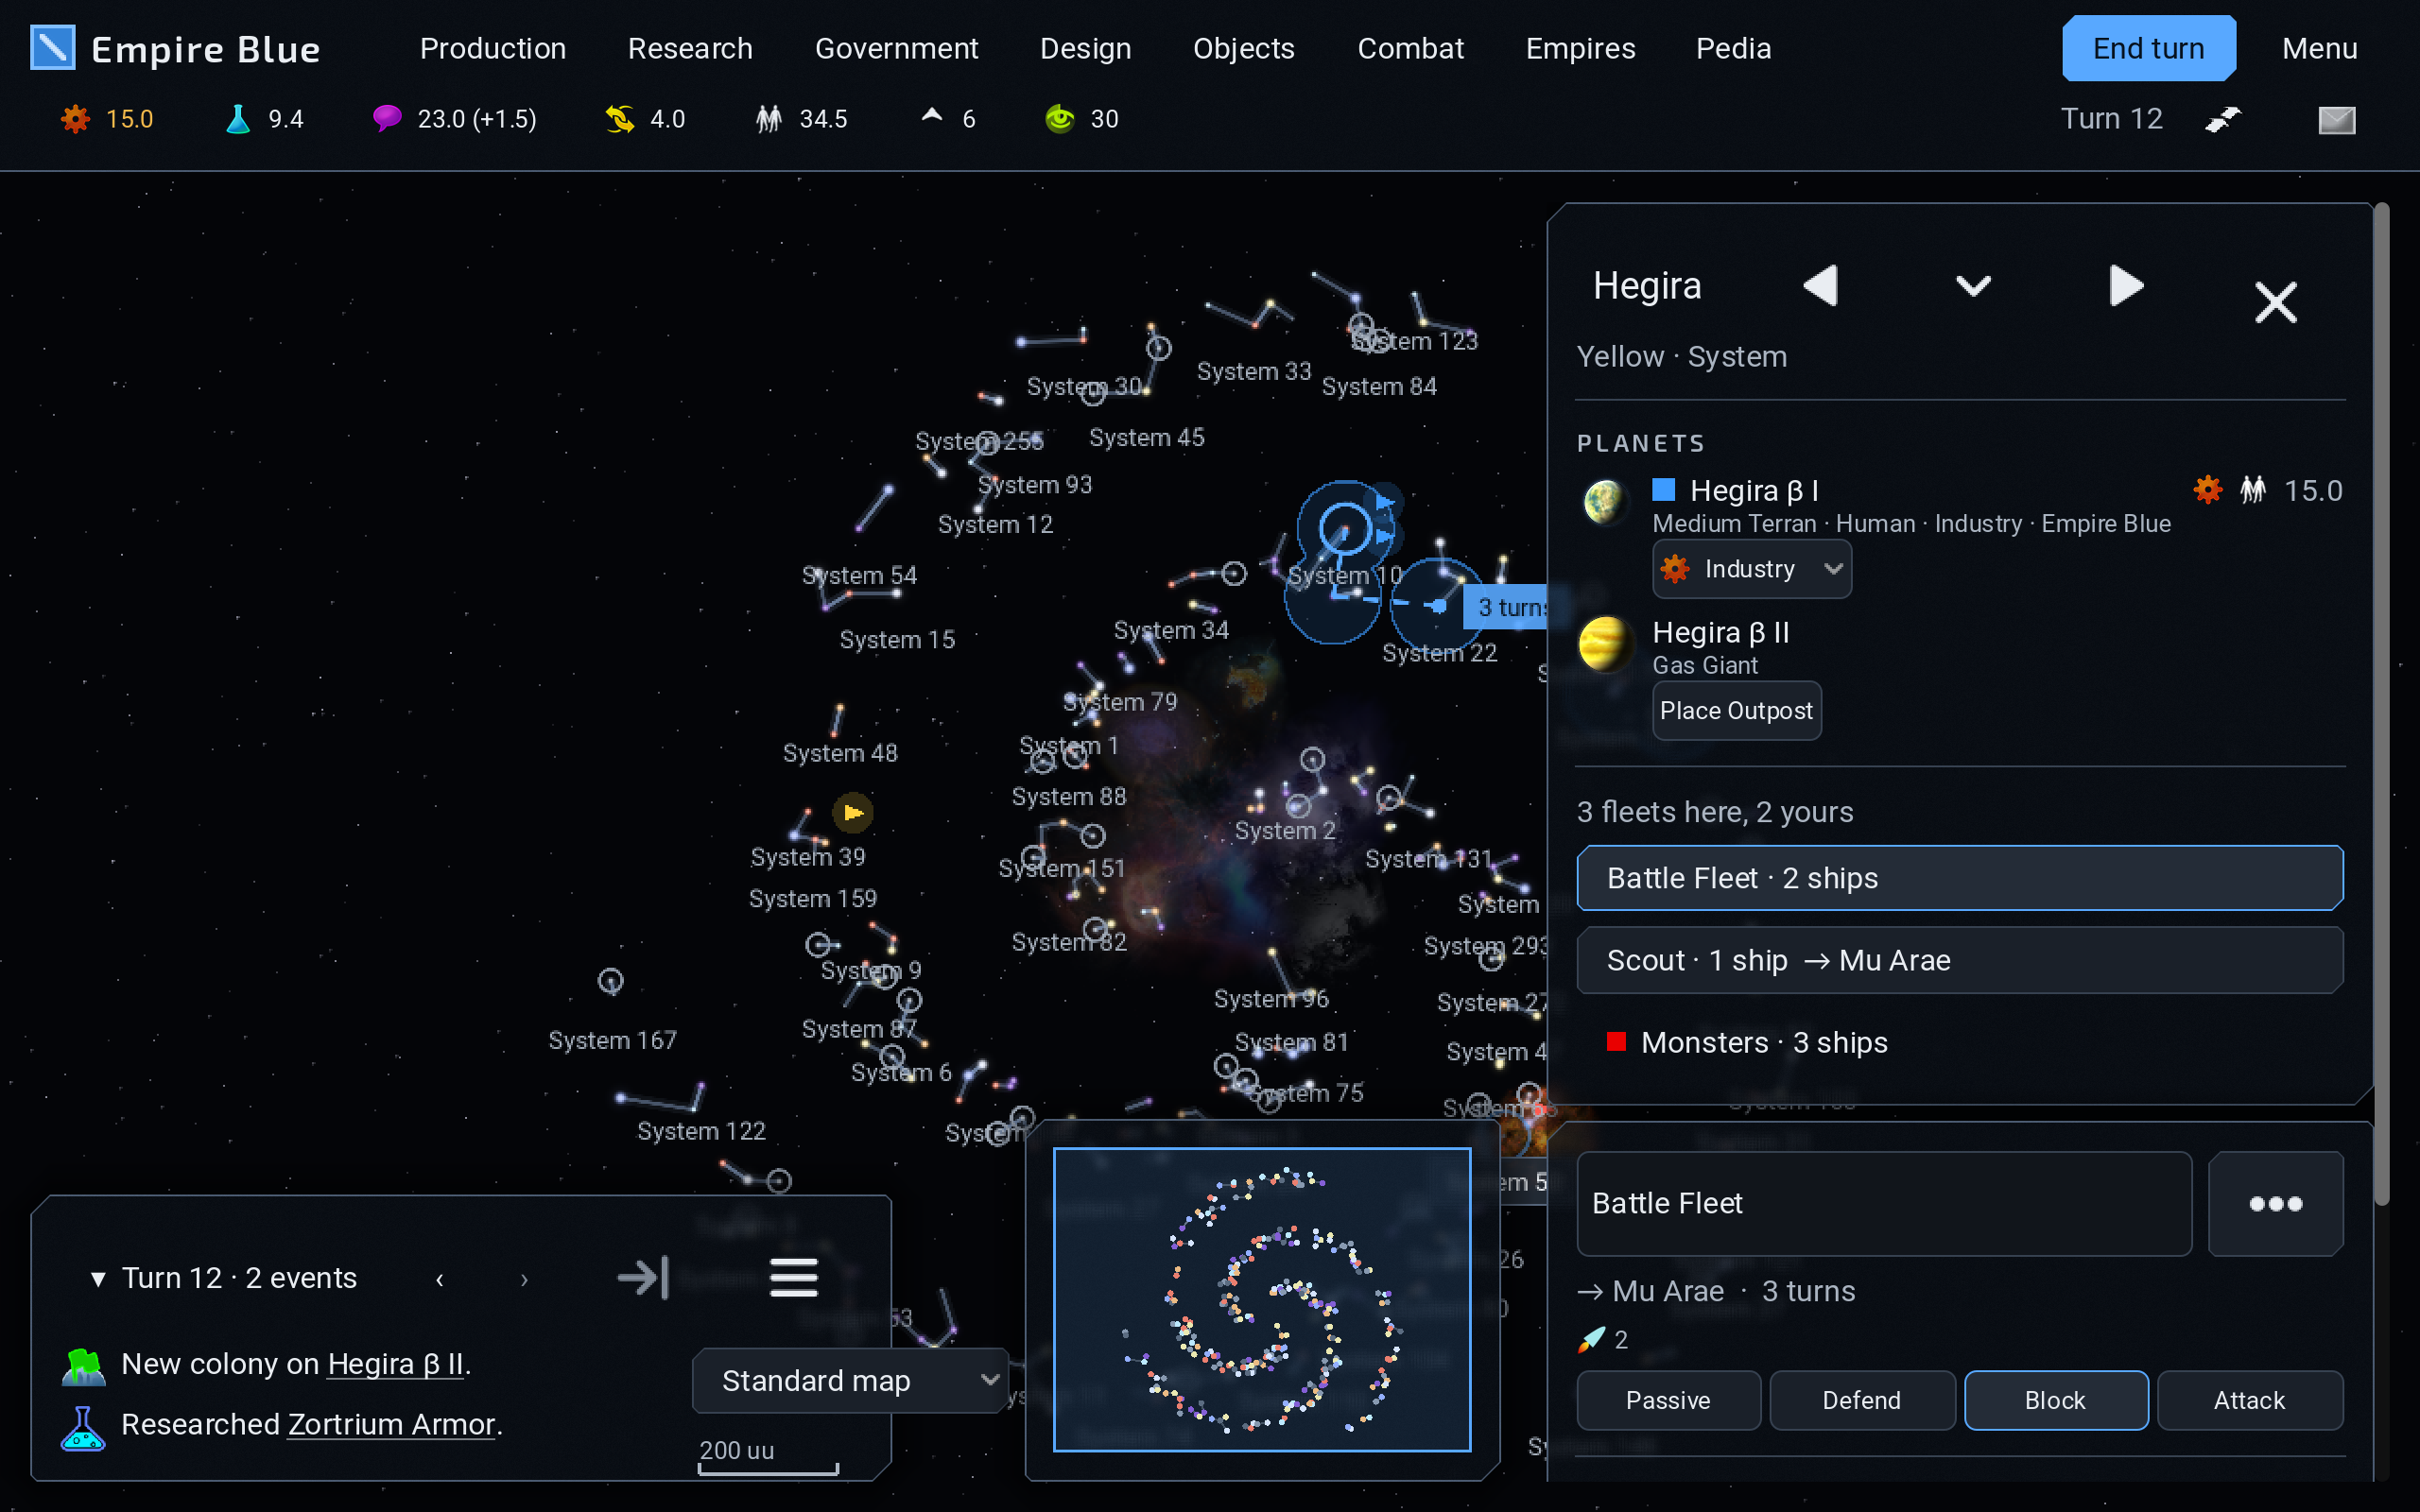 Empire Blue
Production
Research
Government
Design
Objects
Combat
Empires
Pedia
End turn
Menu
15.0
9.4
23.0 (+1.5)
4.0
34.5
6
30
Turn 12
System 123
System 33
System 84
System 30
System 255
System 45
System 93
System 12
System 54
System 10
System 15
System 34
3 turns
System 22
System 79
System 1
System 48
System 88
System 2
System 39
System 151
System 131
System 159
System
System 82
System 293
System 9
System 96
System 27
System 167
System 87
System 81
System 4
System 6
System 75
System 122
Hegira
Yellow · System
PLANETS
Hegira β I
15.0
Medium Terran · Human · Industry · Empire Blue
Industry
Hegira β II
Gas Giant
Place Outpost
3 fleets here, 2 yours
Battle Fleet · 2 ships
Scout · 1 ship → Mu Arae
Monsters · 3 ships
Battle Fleet
→ Mu Arae · 3 turns
2
Passive
Defend
Block
Attack
▼ Turn 12 · 2 events
New colony on Hegira β II.
Researched Zortrium Armor.
Standard map
200 uu